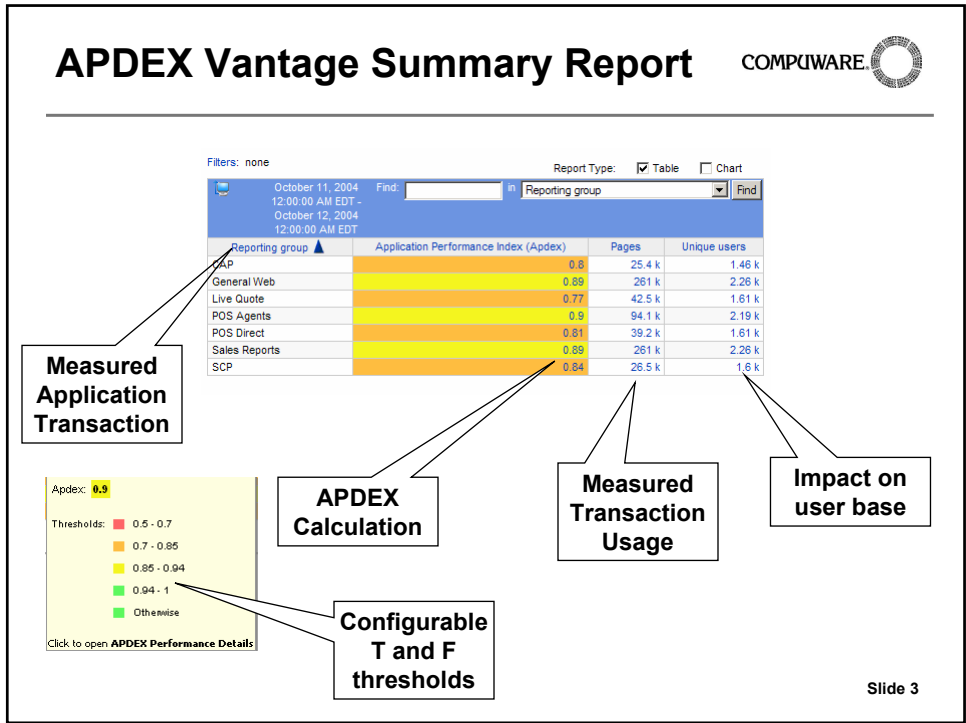 APDEX Vantage Summary Report
COMPUWARE.
Filters: none
Report Type: Table Chart
October 11, 2004
12:00:00 AM EDT -
October 12, 2004
12:00:00 AM EDT
Find: in Reporting group Find
Reporting group Application Performance Index (Apdex) Pages Unique users
CAP 0.8 25.4 k 1.46 k
General Web 0.89 261 k 2.26 k
Live Quote 0.77 42.5 k 1.61 k
POS Agents 0.9 94.1 k 2.19 k
POS Direct 0.81 39.2 k 1.61 k
Sales Reports 0.89 261 k 2.26 k
SCP 0.84 26.5 k 1.6 k
Measured
Application
Transaction
APDEX
Calculation
Measured
Transaction
Usage
Impact on
user base
Apdex: 0.9
Thresholds: 0.5 - 0.7
0.7 - 0.85
0.85 - 0.94
0.94 - 1
Otherwise
Click to open APDEX Performance Details
Configurable
T and F
thresholds
Slide 3